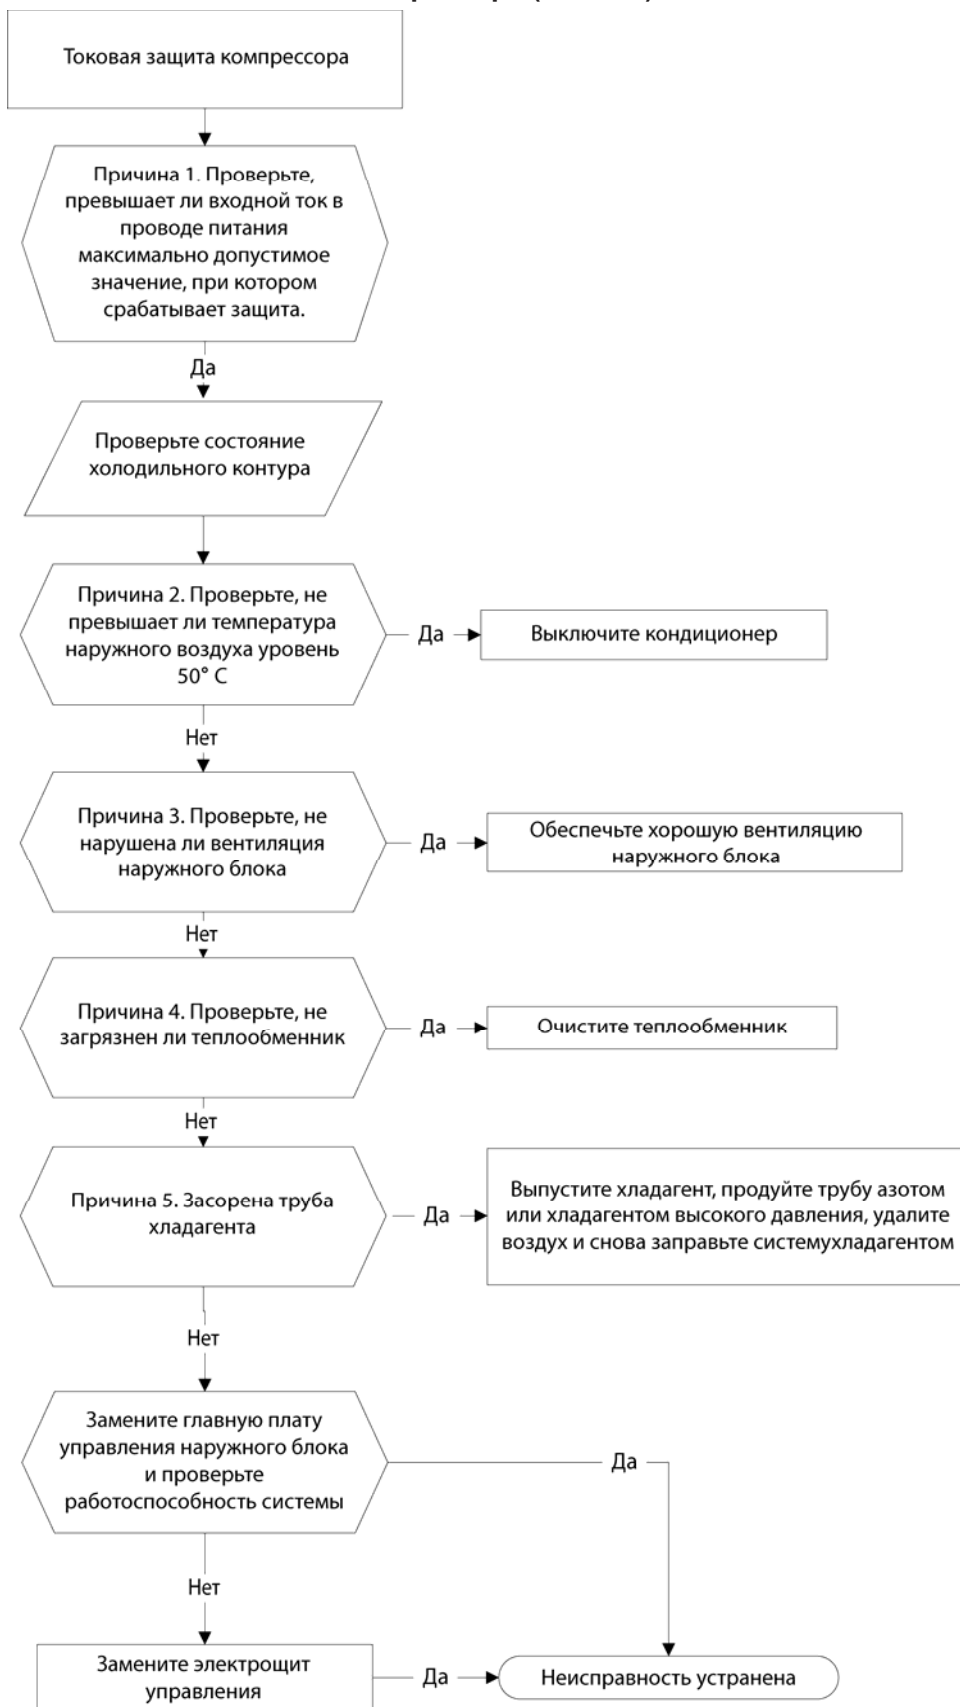 Токовая защита компрессора
Причина 1. Проверьте,
превышает ли входной ток в
проводе питания
максимально допустимое
значение, при котором
срабатывает защита.
Да
Проверьте состояние
холодильного контура
Причина 2. Проверьте, не
превышает ли температура
наружного воздуха уровень
50° С
Да
Выключите кондиционер
Нет
Причина 3. Проверьте, не
нарушена ли вентиляция
наружного блока
Да
Обеспечьте хорошую вентиляцию
наружного блока
Нет
Причина 4. Проверьте, не
загрязнен ли теплообменник
Да
Очистите теплообменник
Нет
Причина 5. Засорена труба
хладагента
Да
Выпустите хладагент, продуйте трубу азотом
или хладагентом высокого давления, удалите
воздух и снова заправьте системухладагентом
Нет
Замените главную плату
управления наружного блока
и проверьте
работоспособность системы
Да
Нет
Замените электрощит
управления
Да
Неисправность устранена